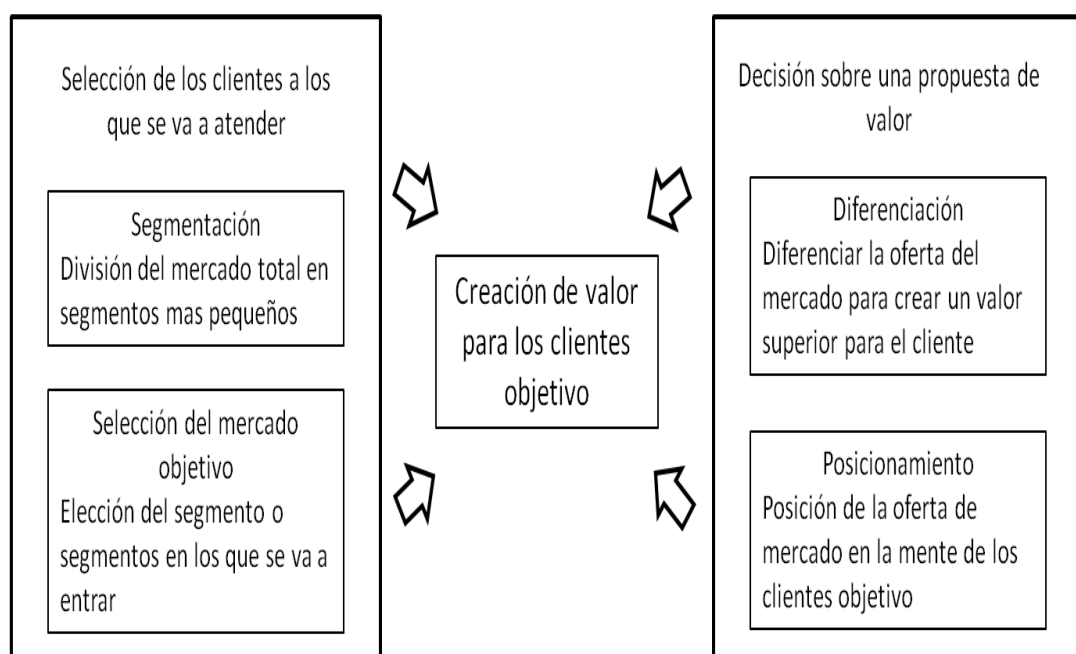 Selección de los clientes a los
que se va a atender
Segmentación
División del mercado total en
segmentos mas pequeños
Selección del mercado
objetivo
Elección del segmento o
segmentos en los que se va a
entrar
Creación de valor
para los clientes
objetivo
Decisión sobre una propuesta de
valor
Diferenciación
Diferenciar la oferta del
mercado para crear un valor
superior para el cliente
Posicionamiento
Posición de la oferta de
mercado en la mente de los
clientes objetivo